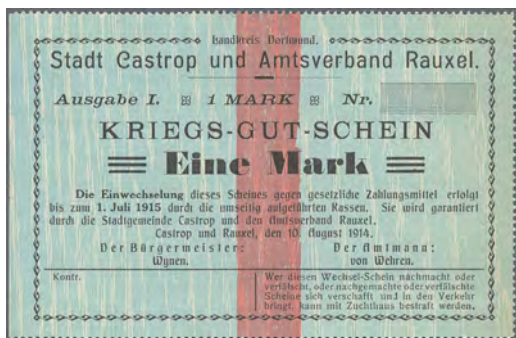 Landkreis Dortmund.
Stadt Castrop und Amtsverband Rauxel.
Ausgabe I. 1 MARK Nr.
KRIEGS-GUT-SCHEIN
Eine Mark
Die Einwechselung dieses Scheines gegen gesetzliche Zahlungsmittel erfolgt
bis zum 1. Juli 1915 durch die umseitig aufgeführten Kassen. Sie wird garantiert
durch die Stadtgemeinde Castrop und den Amtsverband Rauxel.
Castrop und Rauxel, den 10. August 1914.
Der Bürgermeister: Der Amtmann:
Wynen. von Wehren.
Kontr.
Wer diesen Wechsel-Schein nachmacht oder
verfälscht, oder nachgemachte oder verfälschte
Scheine sich verschafft und in den Verkehr
bringt, kann mit Zuchthaus bestraft werden.